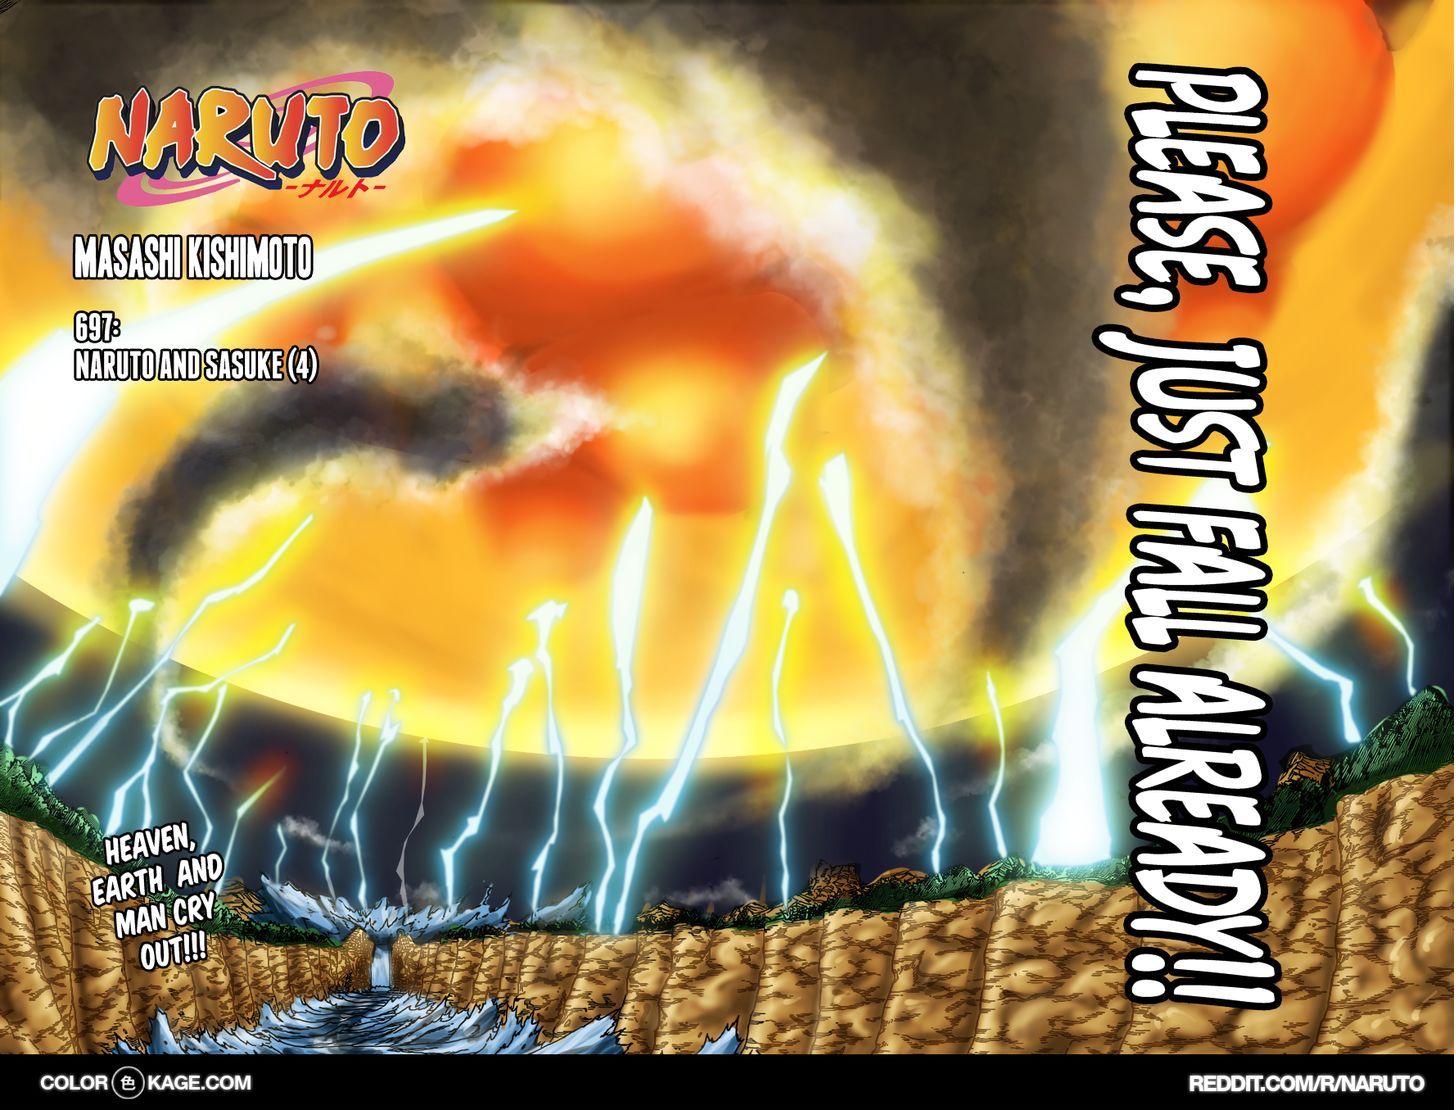 NARUTO
-ナルト-
MASASHI KISHIMOTO
697:
NARUTO AND SASUKE (4)
PLEASE, JUST FALL ALREADY!!
HEAVEN,
EARTH AND
MAN CRY
OUT!!!
COLOR 色 KAGE.COM
REDDIT.COM/R/NARUTO